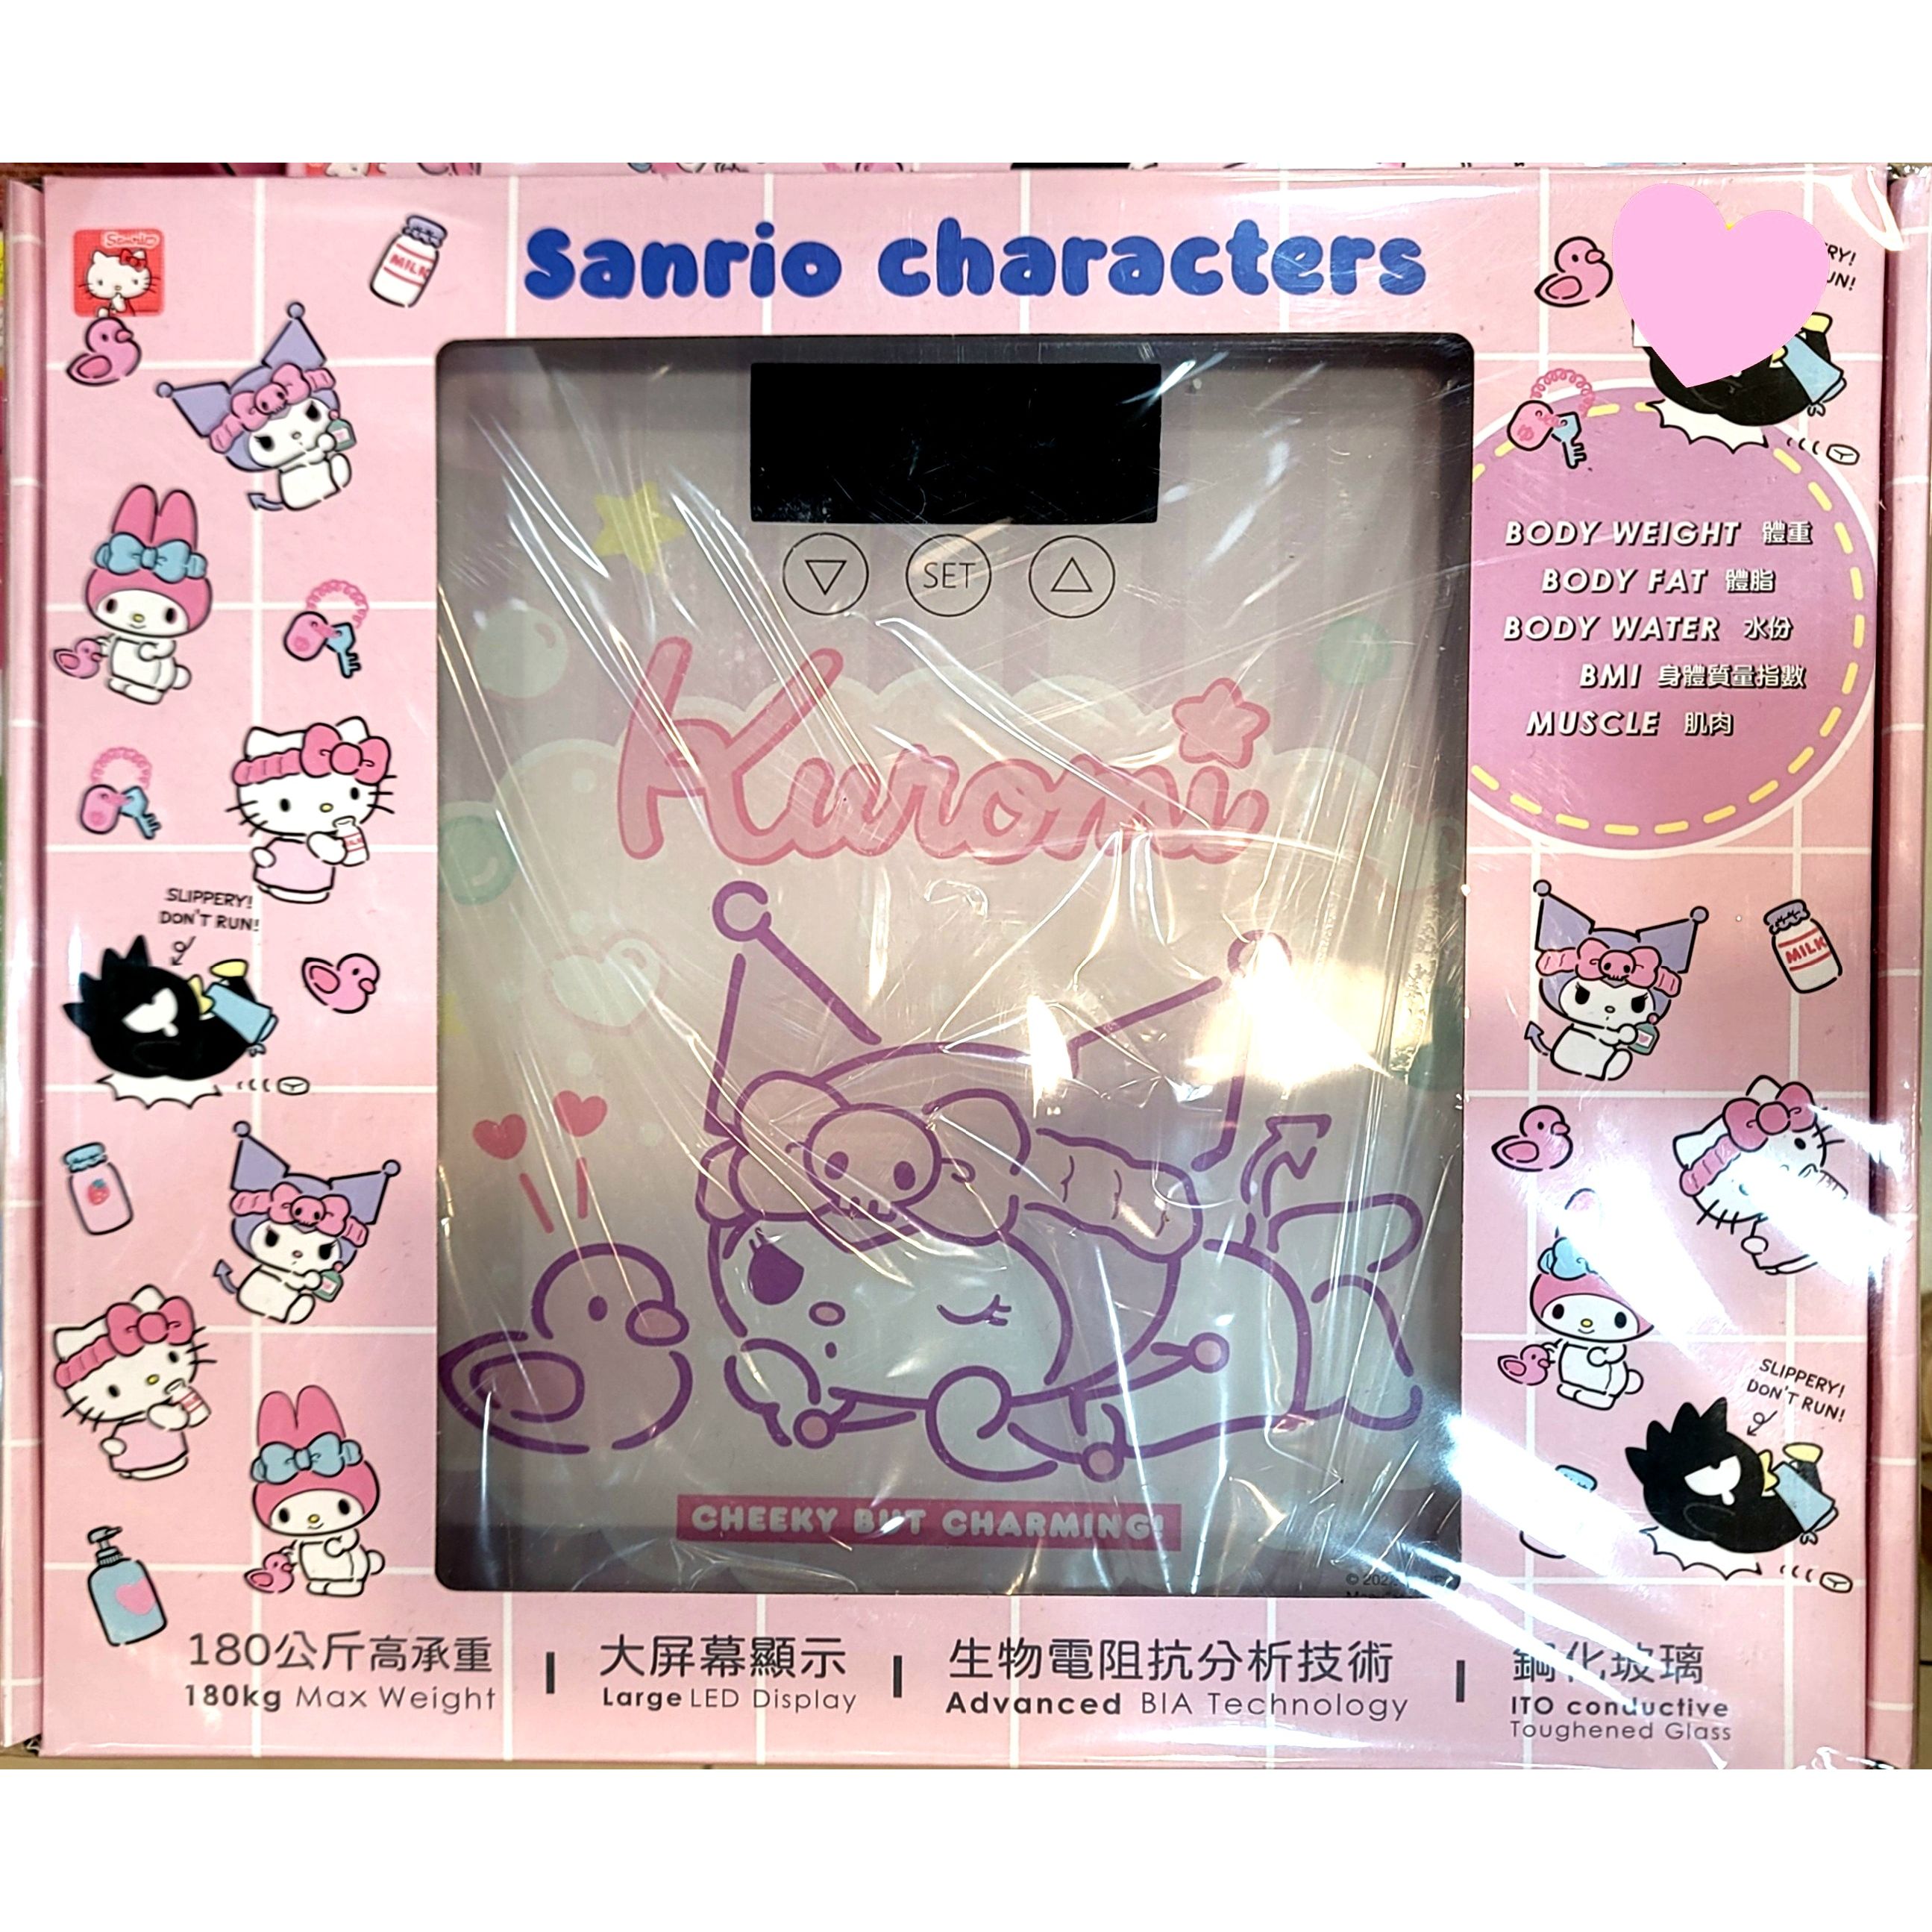 Sanrio
MILK
Sanrio characters
RY!
UN!
SET
BODY WEIGHT 體重
BODY FAT 體脂
BODY WATER 水份
BMI 身體質量指數
MUSCLE 肌肉
Kuromi
SLIPPERY!
DON'T RUN!
MILK
SLIPPERY!
DON'T RUN!
CHEEKY BUT CHARMING!
180公斤高承重
180kg Max Weight
大屏幕顯示
Large LED Display
生物電阻抗分析技術
Advanced BIA Technology
鋼化玻璃
ITO conductive
Toughened Glass